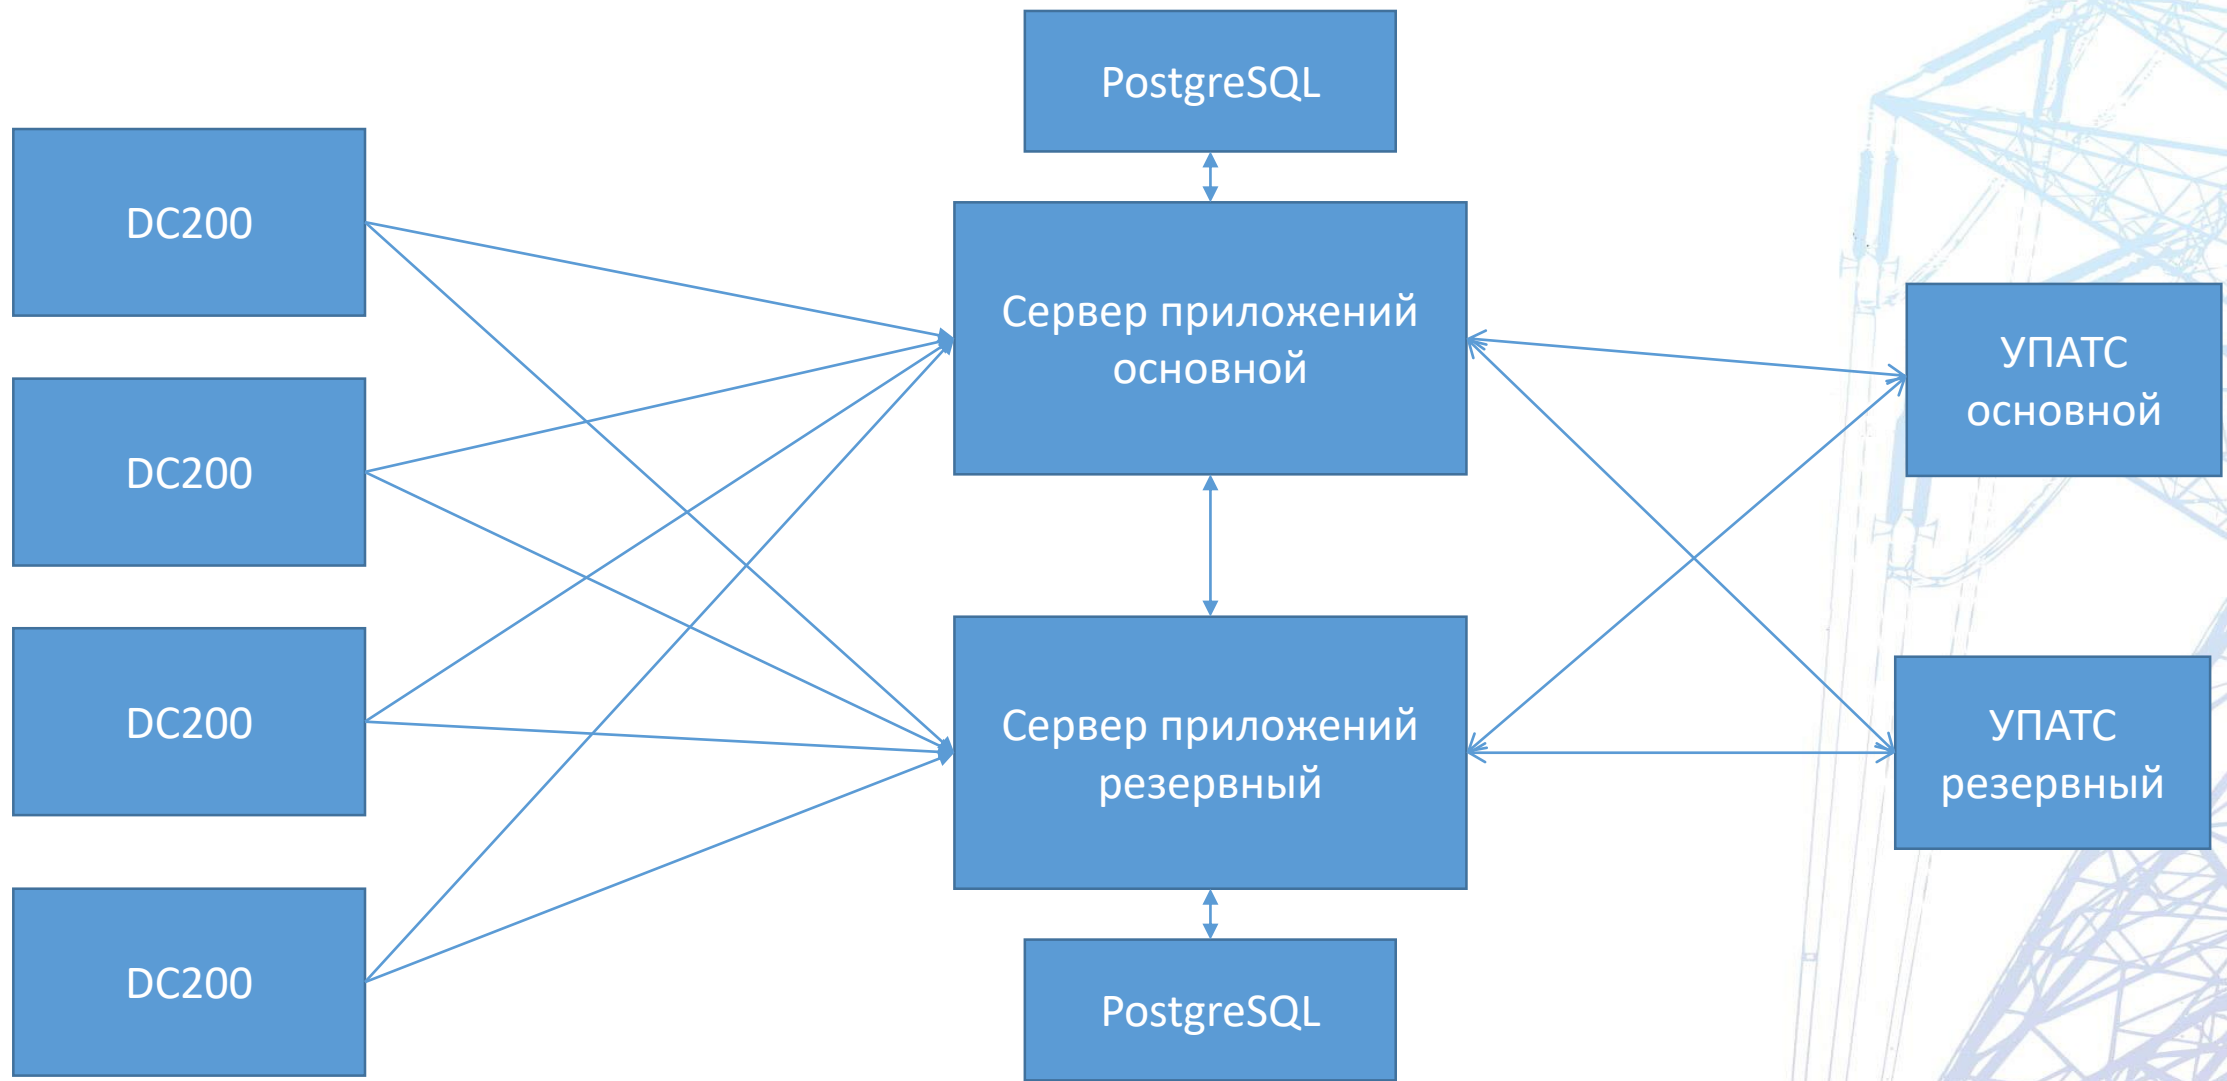 PostgreSQL
DC200
Сервер приложений
основной
УПАТС
основной
DC200
DC200
Сервер приложений
резервный
УПАТС
резервный
DC200
PostgreSQL